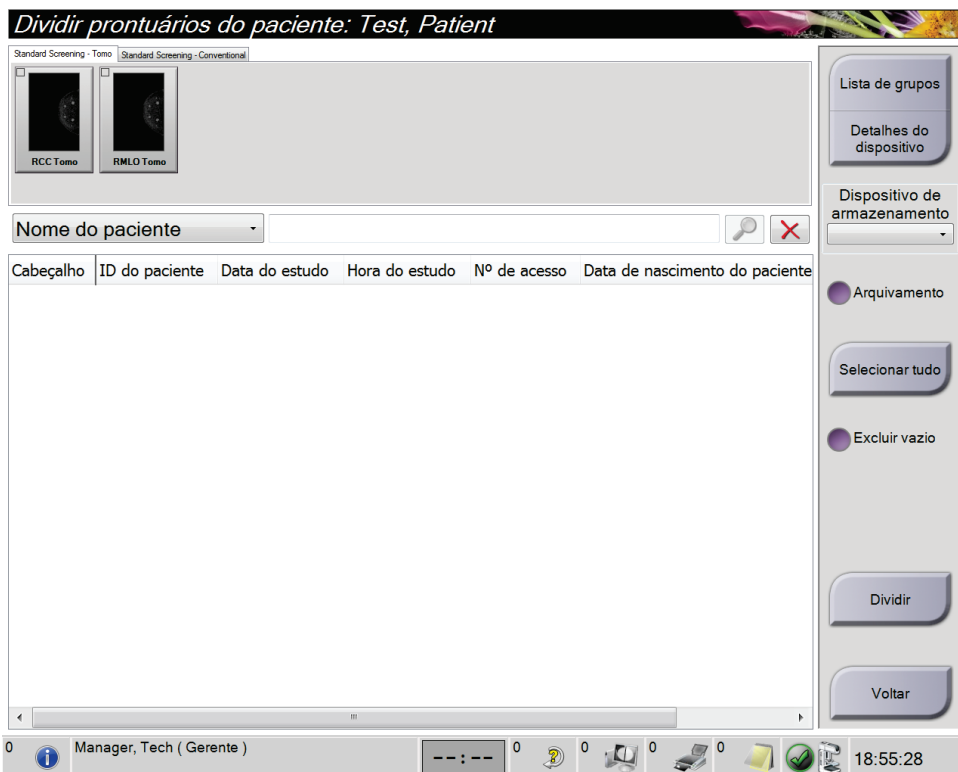 Dividir prontuários do paciente: Test, Patient
Standard Screening - Tomo Standard Screening - Conventional
RCC Tomo RMLO Tomo
Nome do paciente
Cabeçalho ID do paciente Data do estudo Hora do estudo Nº de acesso Data de nascimento do paciente
Lista de grupos
Detalhes do
dispositivo
Dispositivo de
armazenamento
Arquivamento
Selecionar tudo
Excluir vazio
Dividir
Voltar
0 Manager, Tech ( Gerente ) --:-- 0 0 0 0 18:55:28